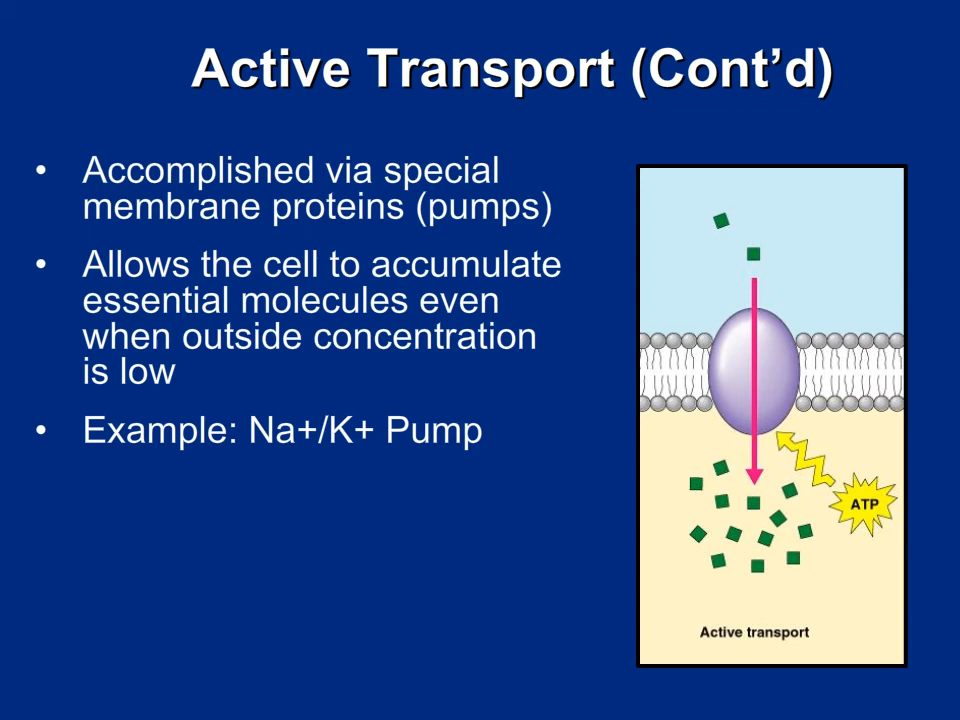 Active Transport (Cont’d)
• Accomplished via special
membrane proteins (pumps)
• Allows the cell to accumulate
essential molecules even
when outside concentration
is low
• Example: Na+/K+ Pump
ATP
Active transport